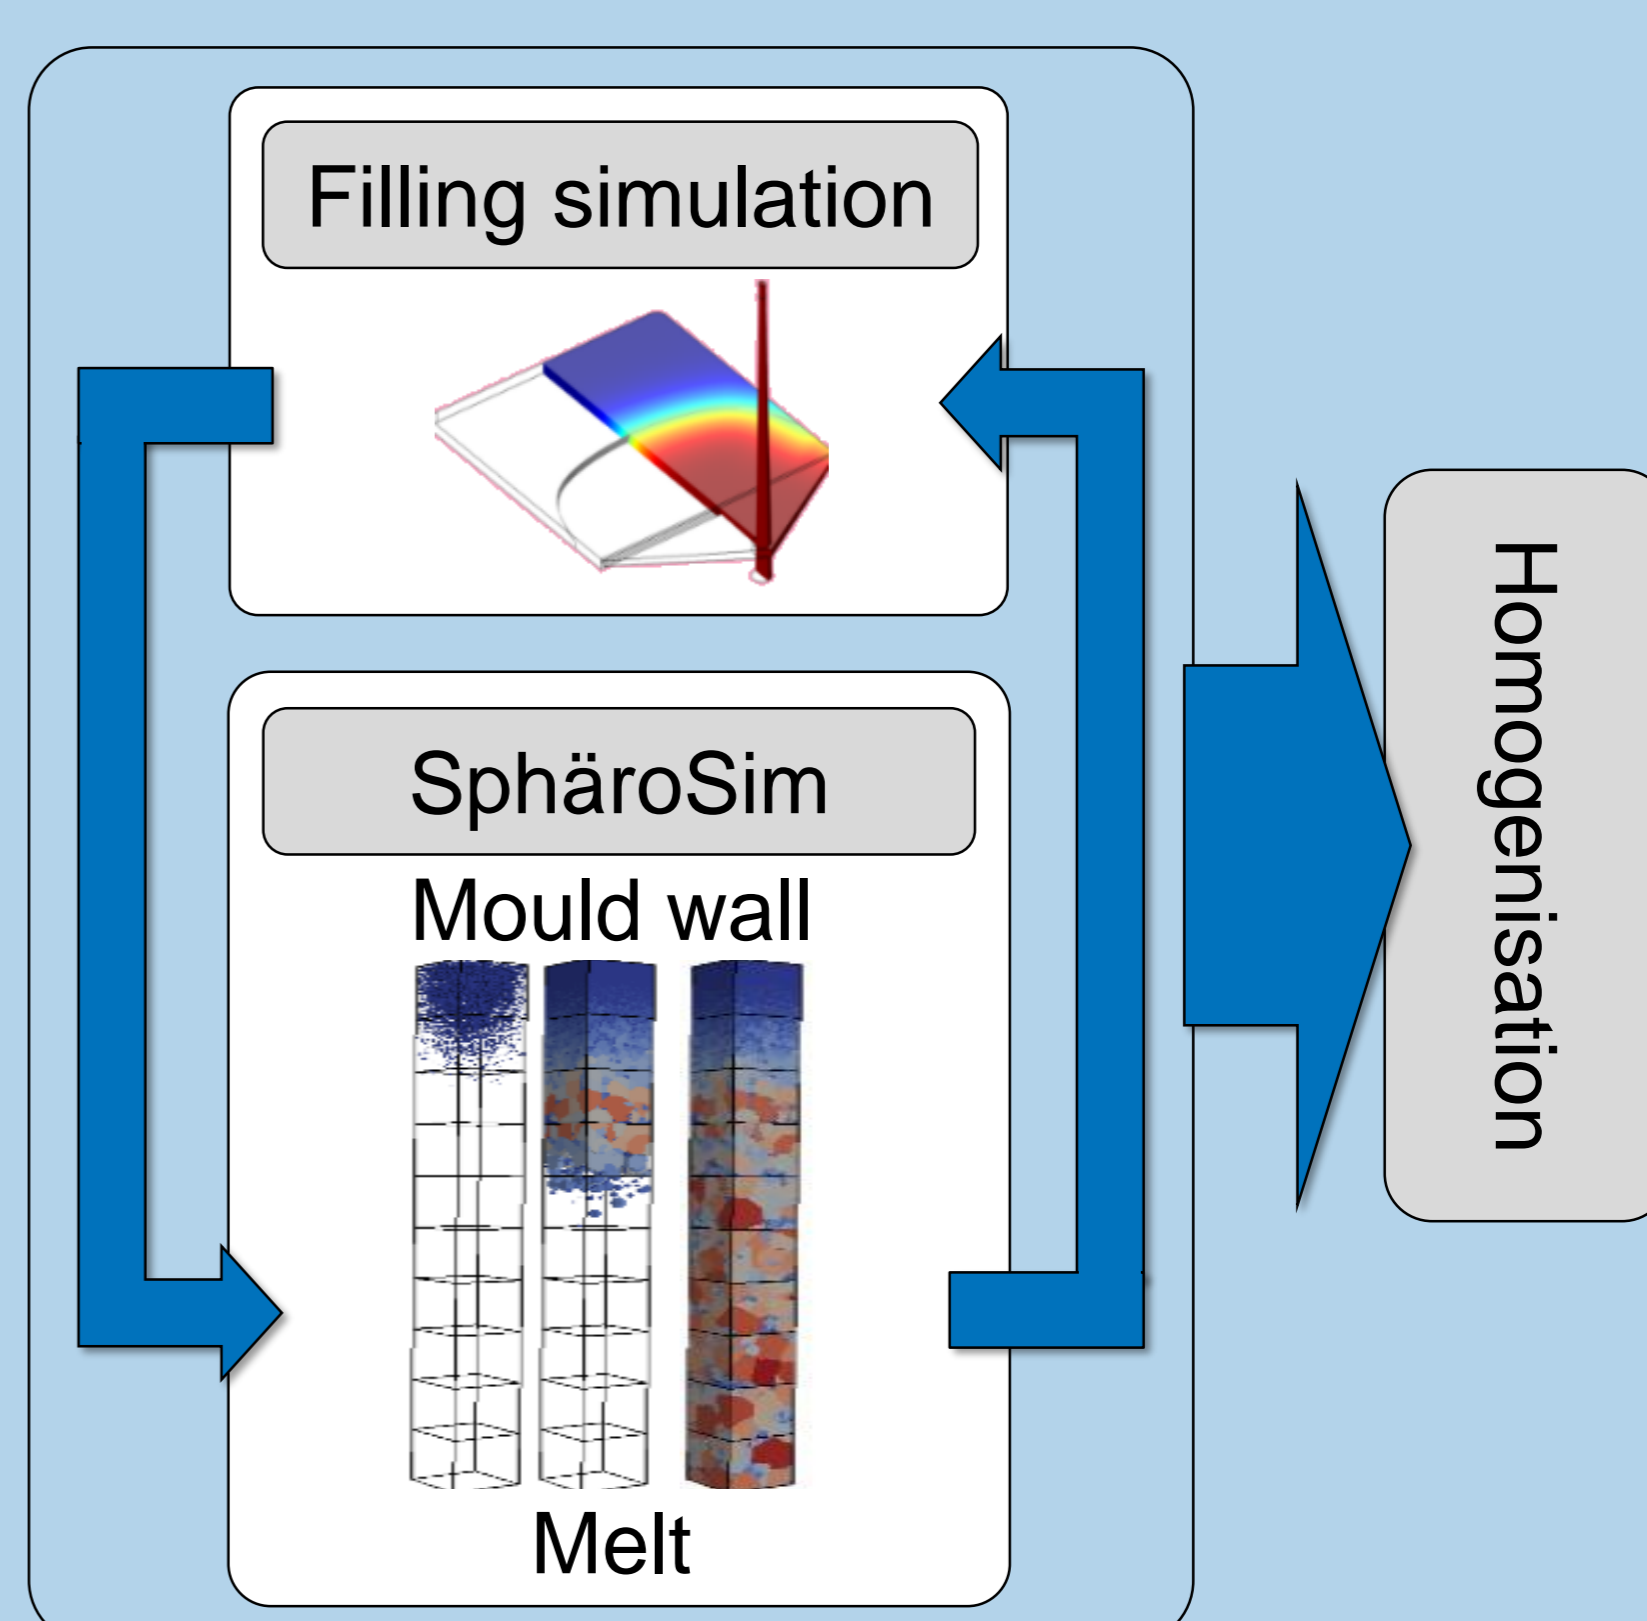 Filling simulation
SphäroSim
Mould wall
Melt
Homogenisation